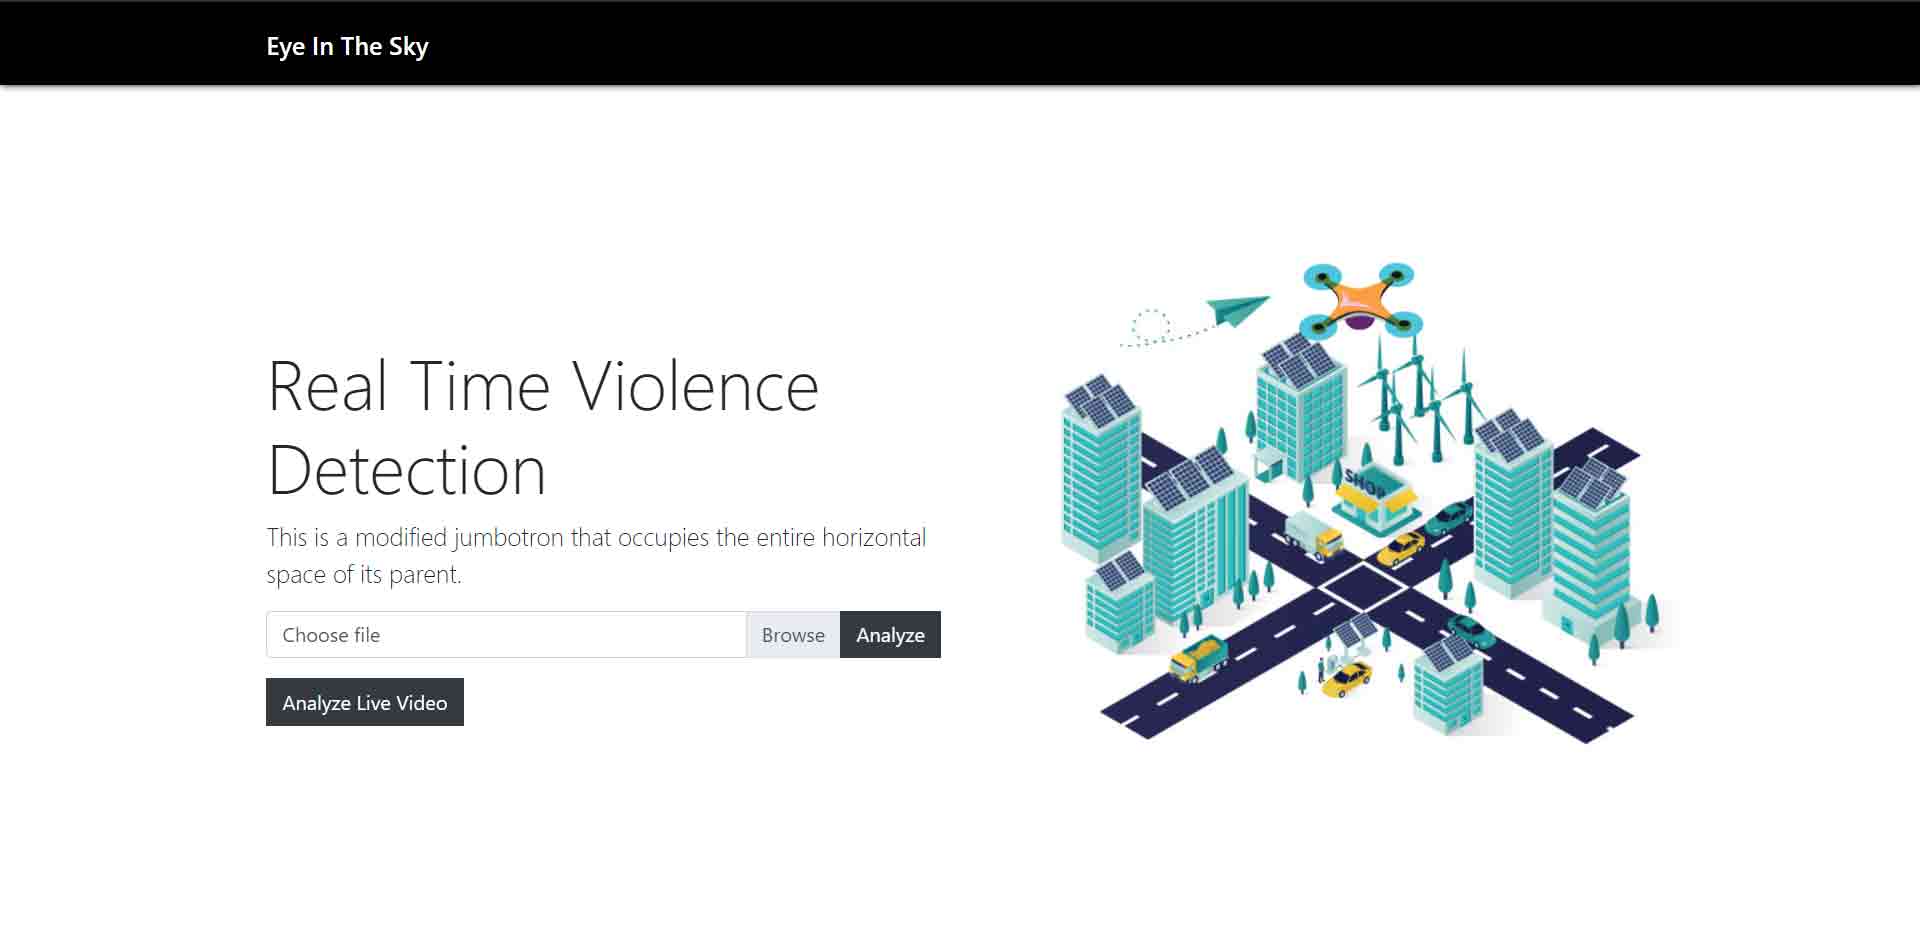 Eye In The Sky
Real Time Violence
Detection
This is a modified jumbotron that occupies the entire horizontal
space of its parent.
Choose file
Browse
Analyze
Analyze Live Video
SHOP